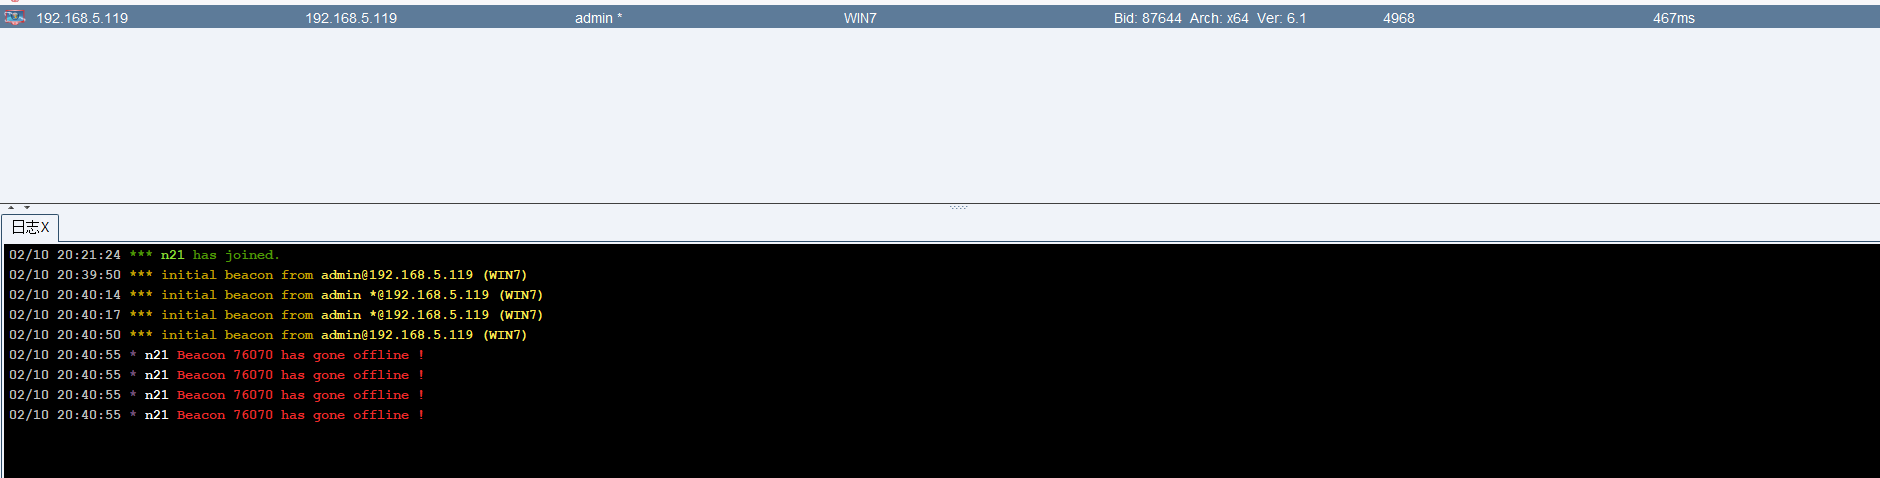 192.168.5.119 192.168.5.119 admin * WIN7 Bid: 87644 Arch: x64 Ver: 6.1 4968 467ms
日志X
02/10 20:21:24 *** n21 has joined.
02/10 20:39:50 *** initial beacon from admin@192.168.5.119 (WIN7)
02/10 20:40:14 *** initial beacon from admin *@192.168.5.119 (WIN7)
02/10 20:40:17 *** initial beacon from admin *@192.168.5.119 (WIN7)
02/10 20:40:50 *** initial beacon from admin@192.168.5.119 (WIN7)
02/10 20:40:55 * n21 Beacon 76070 has gone offline !
02/10 20:40:55 * n21 Beacon 76070 has gone offline !
02/10 20:40:55 * n21 Beacon 76070 has gone offline !
02/10 20:40:55 * n21 Beacon 76070 has gone offline !